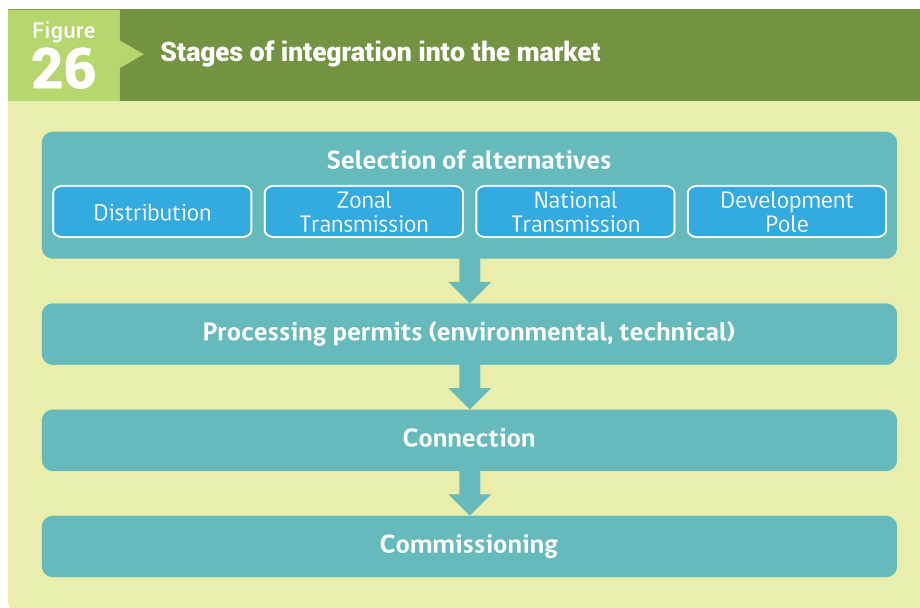 Figure
26
Stages of integration into the market
Selection of alternatives
Distribution
Zonal
Transmission
National
Transmission
Development
Pole
Processing permits (environmental, technical)
Connection
Commissioning